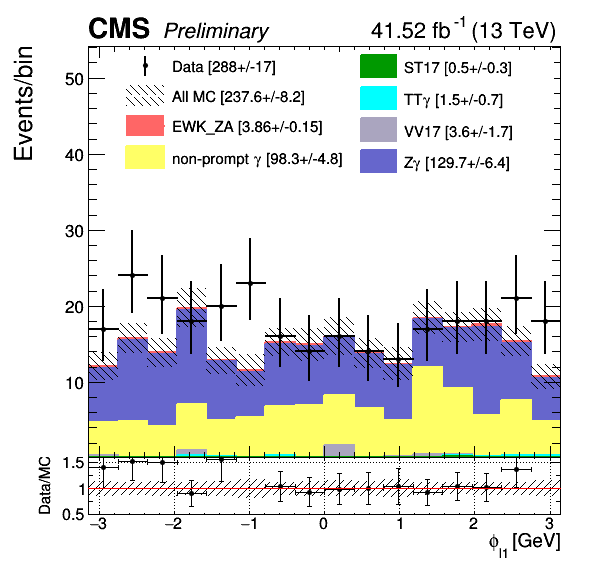 CMS Preliminary 41.52 fb⁻¹ (13 TeV)
Events/bin
50
40
30
20
10
Data [288+/-17]
All MC [237.6+/-8.2]
EWK_ZA [3.86+/-0.15]
non-prompt γ [98.3+/-4.8]
ST17 [0.5+/-0.3]
TTγ [1.5+/-0.7]
VV17 [3.6+/-1.7]
Zγ [129.7+/-6.4]
Data/MC
1.5
1
0.5
−3 −2 −1 0 1 2 3
ϕ_l1 [GeV]